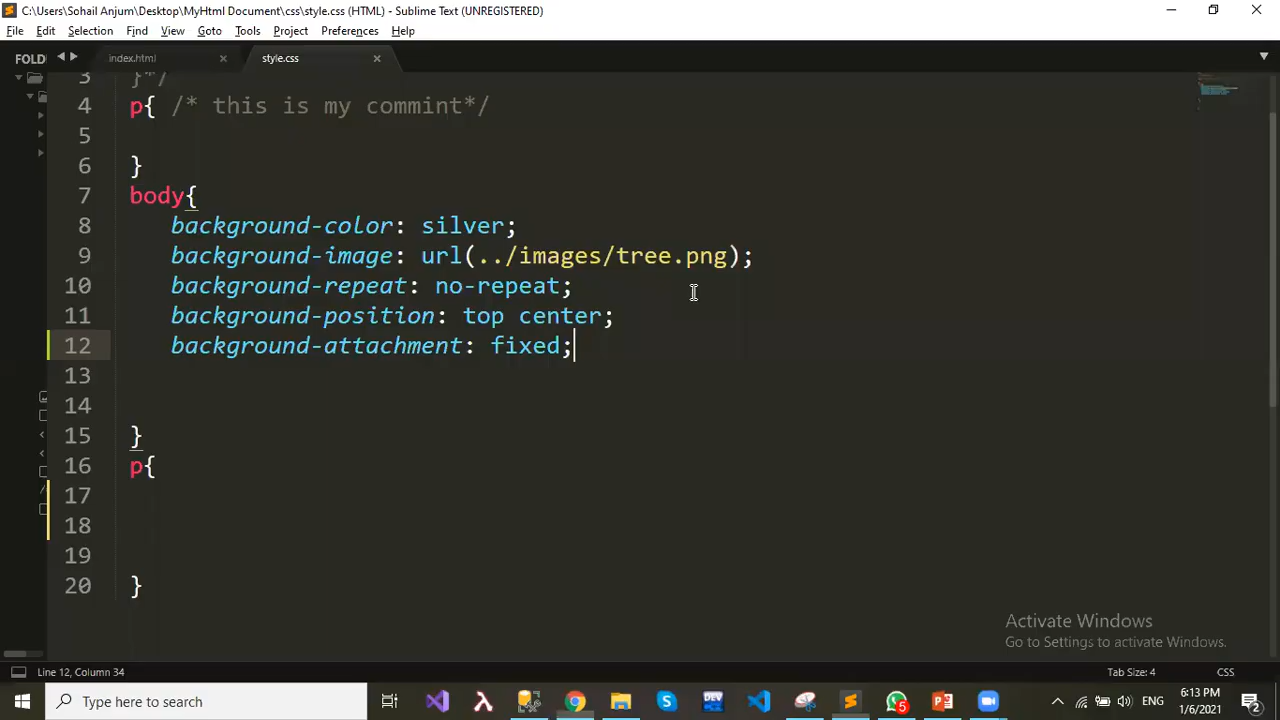 C:\Users\Sohail Anjum\Desktop\MyHtml Document\css\style.css (HTML) - Sublime Text (UNREGISTERED)
File Edit Selection Find View Goto Tools Project Preferences Help
FOLD
index.html
style.css
3 }*/
4 p{ /* this is my commint*/
5
6 }
7 body{
8 background-color: silver;
9 background-image: url(../images/tree.png);
10 background-repeat: no-repeat;
11 background-position: top center;
12 background-attachment: fixed;
13
14
15 }
16 p{
17
18
19
20 }
Activate Windows
Go to Settings to activate Windows.
Line 12, Column 34
Tab Size: 4
CSS
Type here to search
DEV
5
ENG
6:13 PM
1/6/2021
2